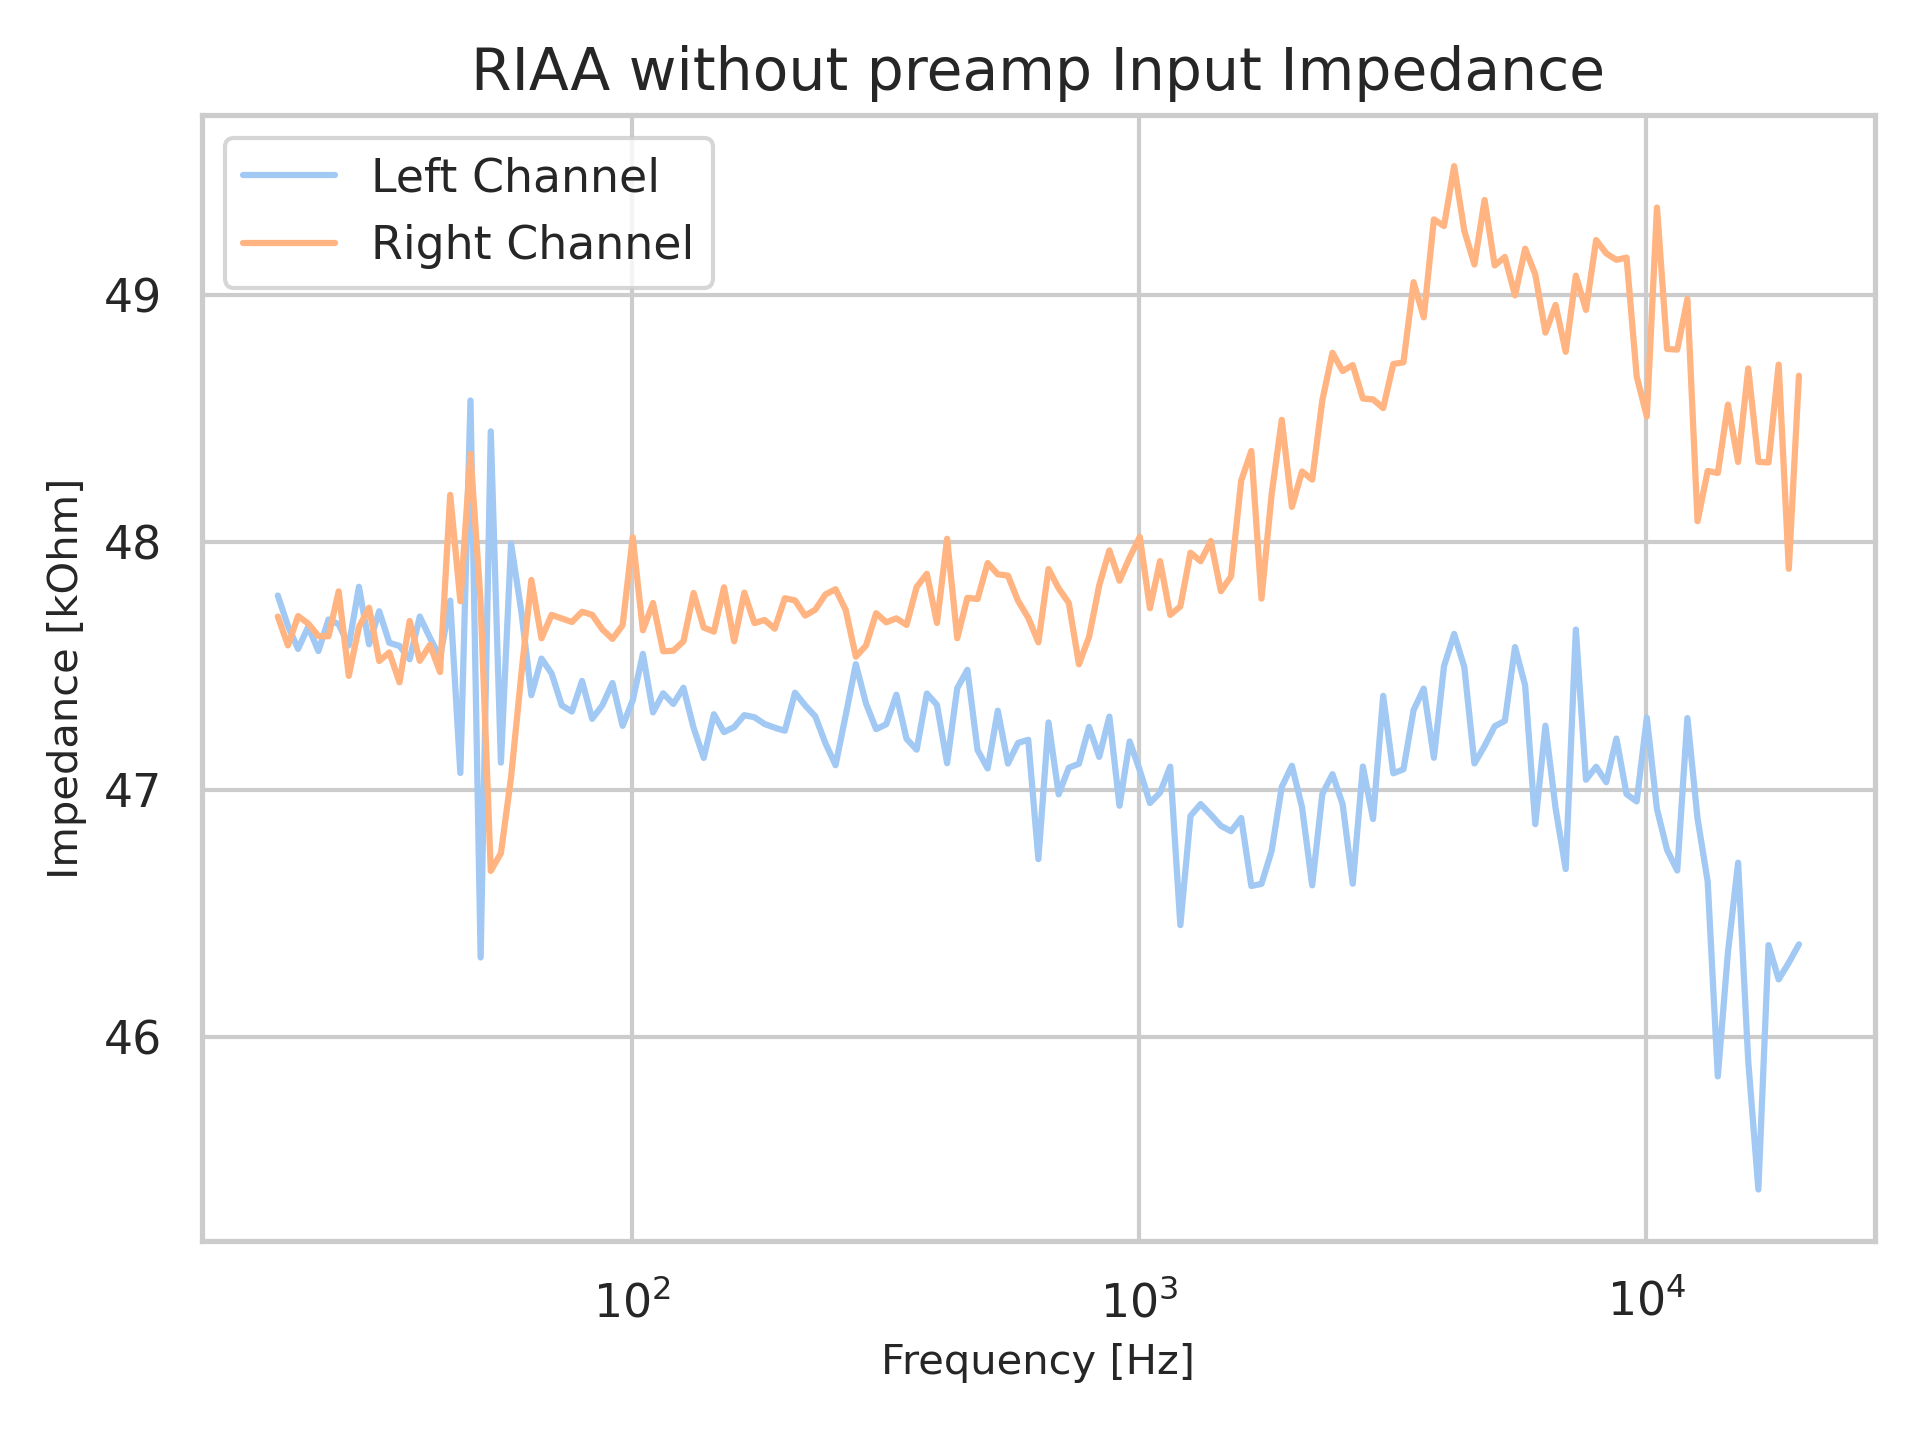 RIAA without preamp Input Impedance
Left Channel
Right Channel
49
48
47
46
Impedance [kOhm]
10²
10³
10⁴
Frequency [Hz]